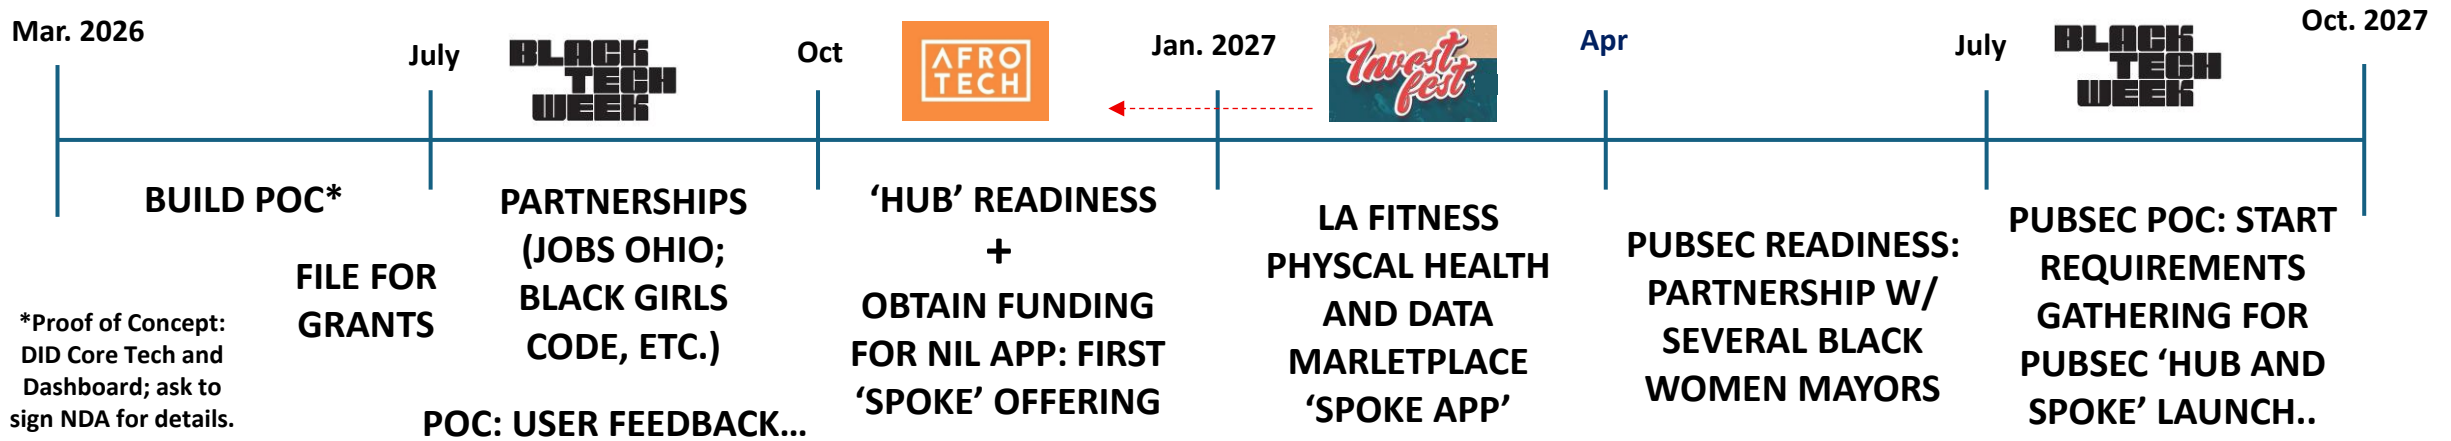 Mar. 2026
July
BLACK
TECH
WEEK
Oct
AFRO
TECH
Jan. 2027
Invest
fest
Apr
July
BLACK
TECH
WEEK
Oct. 2027
BUILD POC*
FILE FOR
GRANTS
*Proof of Concept:
DID Core Tech and
Dashboard; ask to
sign NDA for details.
PARTNERSHIPS
(JOBS OHIO;
BLACK GIRLS
CODE, ETC.)
POC: USER FEEDBACK...
‘HUB’ READINESS
+
OBTAIN FUNDING
FOR NIL APP: FIRST
‘SPOKE’ OFFERING
LA FITNESS
PHYSCAL HEALTH
AND DATA
MARLETPLACE
‘SPOKE APP’
PUBSEC READINESS:
PARTNERSHIP W/
SEVERAL BLACK
WOMEN MAYORS
PUBSEC POC: START
REQUIREMENTS
GATHERING FOR
PUBSEC ‘HUB AND
SPOKE’ LAUNCH..